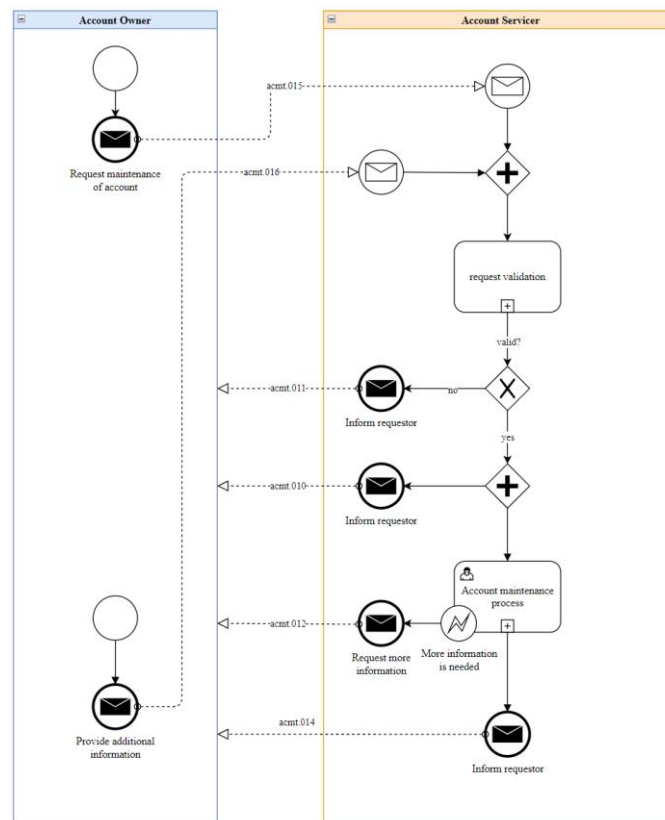 Account Owner
Account Servicer
acmt.015
Request maintenance
of account
acmt.016
request validation
valid?
acmt.011
no
Inform requestor
yes
acmt.010
Inform requestor
Account maintenance
process
acmt.012
Request more
information
More information
is needed
acmt.014
Provide additional
information
Inform requestor